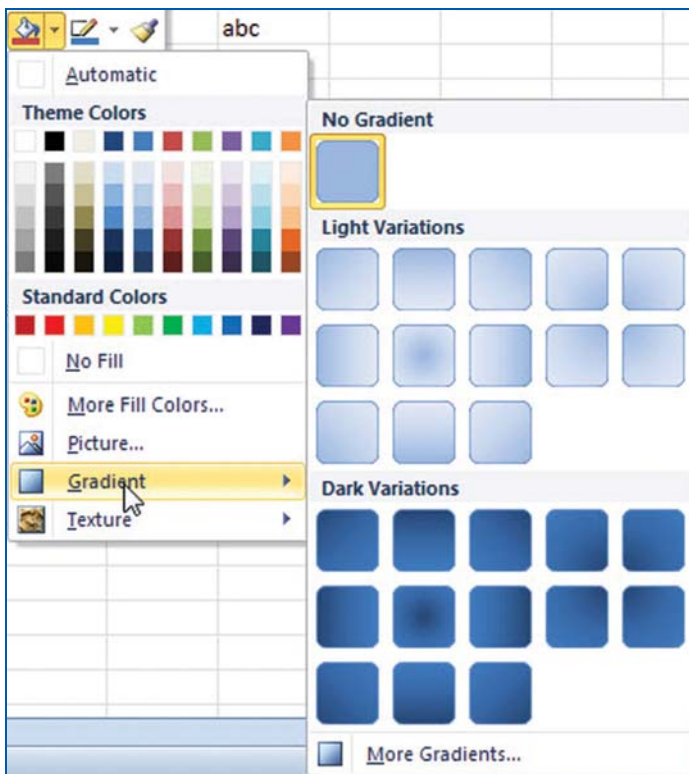 abc
Automatic
Theme Colors
Standard Colors
No Fill
More Fill Colors...
Picture...
Gradient
Texture
No Gradient
Light Variations
Dark Variations
More Gradients...